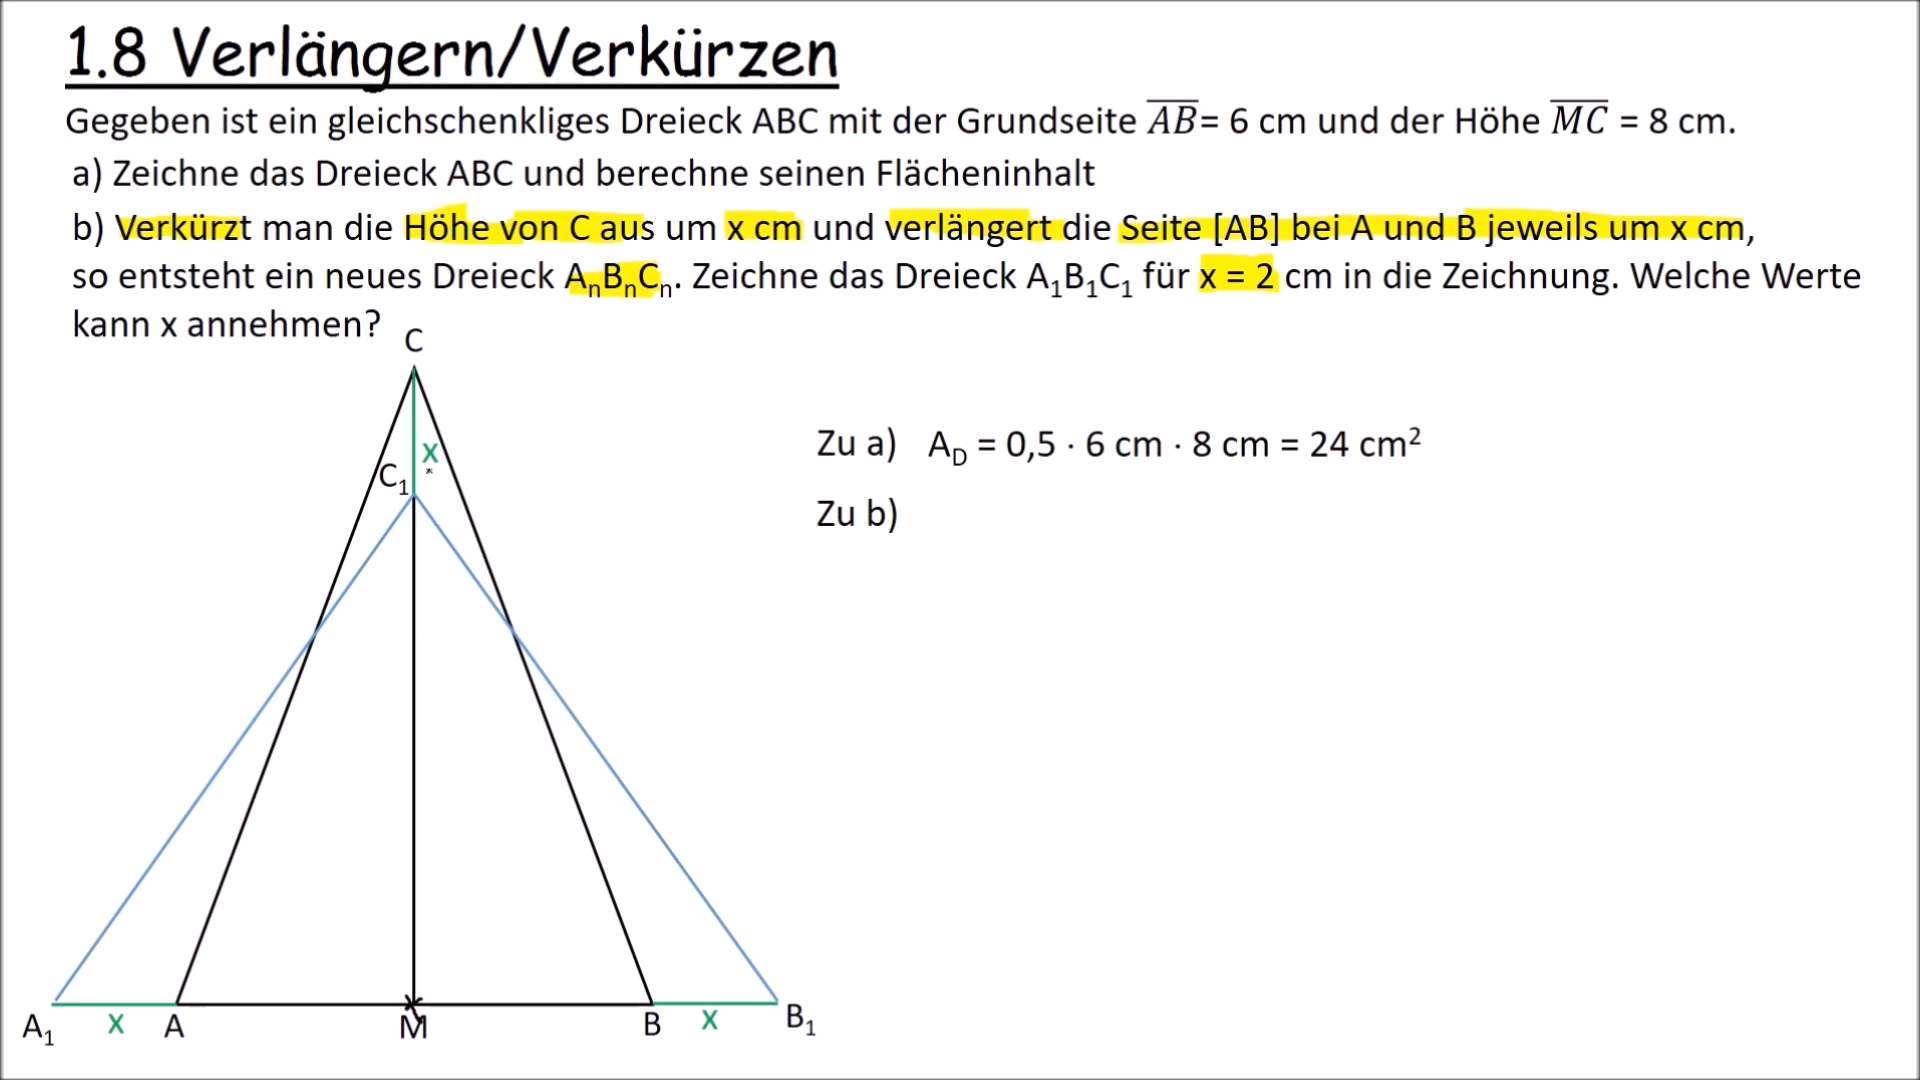 1.8 Verlängern/Verkürzen
Gegeben ist ein gleichschenkliges Dreieck ABC mit der Grundseite A͞B͞= 6 cm und der Höhe M͞C͞ = 8 cm.
a) Zeichne das Dreieck ABC und berechne seinen Flächeninhalt
b) Verkürzt man die Höhe von C aus um x cm und verlängert die Seite [AB] bei A und B jeweils um x cm,
so entsteht ein neues Dreieck AₙBₙCₙ. Zeichne das Dreieck A₁B₁C₁ für x = 2 cm in die Zeichnung. Welche Werte
kann x annehmen?
C
x
C₁
Zu a) A_D = 0,5 · 6 cm · 8 cm = 24 cm²
Zu b)
A₁ x A M B x B₁